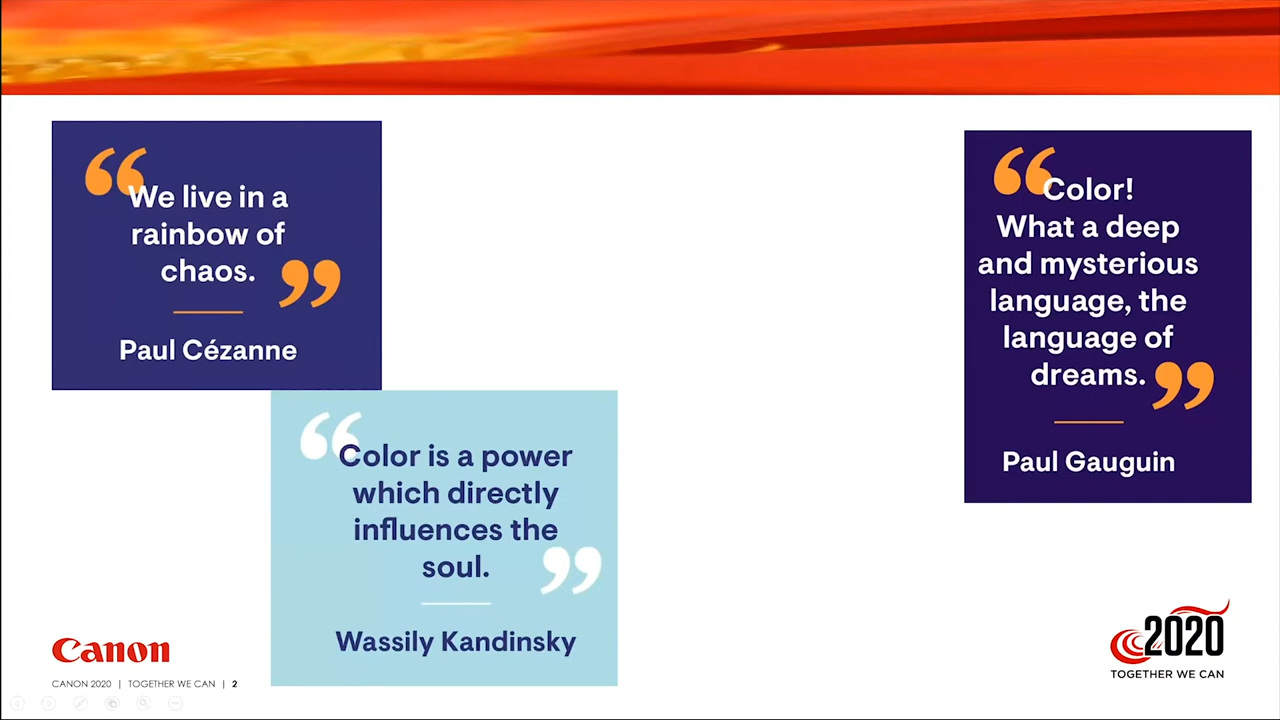 “We live in a
rainbow of
chaos.”
Paul Cézanne
“Color is a power
which directly
influences the
soul.”
Wassily Kandinsky
“Color!
What a deep
and mysterious
language, the
language of
dreams.”
Paul Gauguin
Canon
CANON 2020 | TOGETHER WE CAN | 2
2020
TOGETHER WE CAN